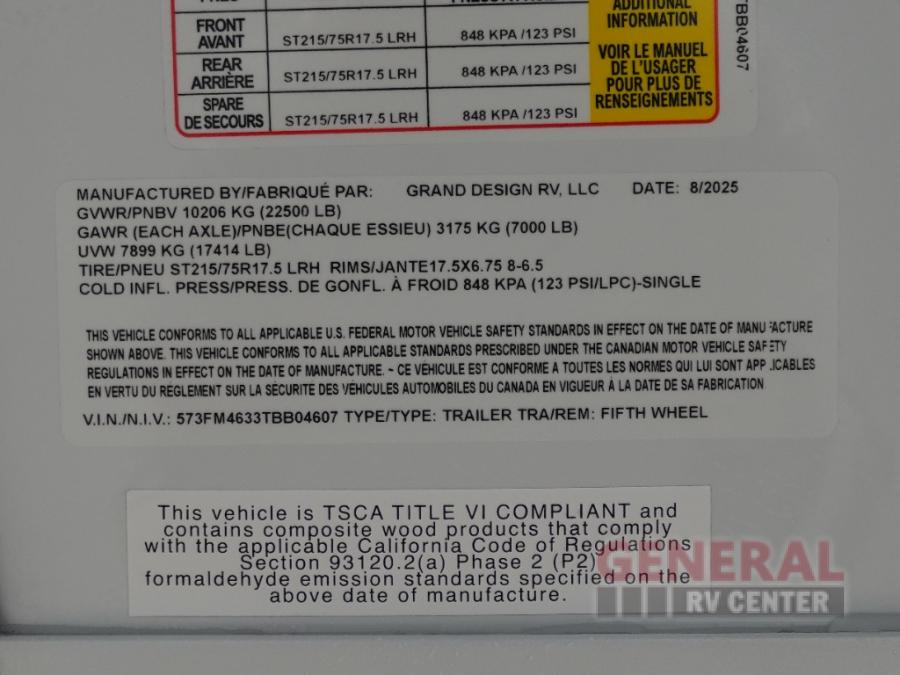 ADDITIONAL
INFORMATION
FRONT
AVANT
ST215/75R17.5 LRH
848 KPA /123 PSI
REAR
ARRIÈRE
ST215/75R17.5 LRH
848 KPA /123 PSI
SPARE
DE SECOURS
ST215/75R17.5 LRH
848 KPA /123 PSI
VOIR LE MANUEL
DE L'USAGER
POUR PLUS DE
RENSEIGNEMENTS
TBB04607
MANUFACTURED BY/FABRIQUÉ PAR: GRAND DESIGN RV, LLC DATE: 8/2025
GVWR/PNBV 10206 KG (22500 LB)
GAWR (EACH AXLE)/PNBE(CHAQUE ESSIEU) 3175 KG (7000 LB)
UVW 7899 KG (17414 LB)
TIRE/PNEU ST215/75R17.5 LRH RIMS/JANTE17.5X6.75 8-6.5
COLD INFL. PRESS/PRESS. DE GONFL. À FROID 848 KPA (123 PSI/LPC)-SINGLE
THIS VEHICLE CONFORMS TO ALL APPLICABLE U.S. FEDERAL MOTOR VEHICLE SAFETY STANDARDS IN EFFECT ON THE DATE OF MANUFACTURE
SHOWN ABOVE. THIS VEHICLE CONFORMS TO ALL APPLICABLE STANDARDS PRESCRIBED UNDER THE CANADIAN MOTOR VEHICLE SAFETY
REGULATIONS IN EFFECT ON THE DATE OF MANUFACTURE. ~ CE VÉHICULE EST CONFORME A TOUTES LES NORMES QUI LUI SONT APPLICABLES
EN VERTU DU RÈGLEMENT SUR LA SÉCURITÉ DES VÉHICULES AUTOMOBILES DU CANADA EN VIGUEUR À LA DATE DE SA FABRICATION
V.I.N./N.I.V.: 573FM4633TBB04607 TYPE/TYPE: TRAILER TRA/REM: FIFTH WHEEL
This vehicle is TSCA TITLE VI COMPLIANT and
contains composite wood products that comply
with the applicable California Code of Regulations
Section 93120.2(a) Phase 2 (P2)
formaldehyde emission standards specified on the
above date of manufacture.
GENERAL
RV CENTER